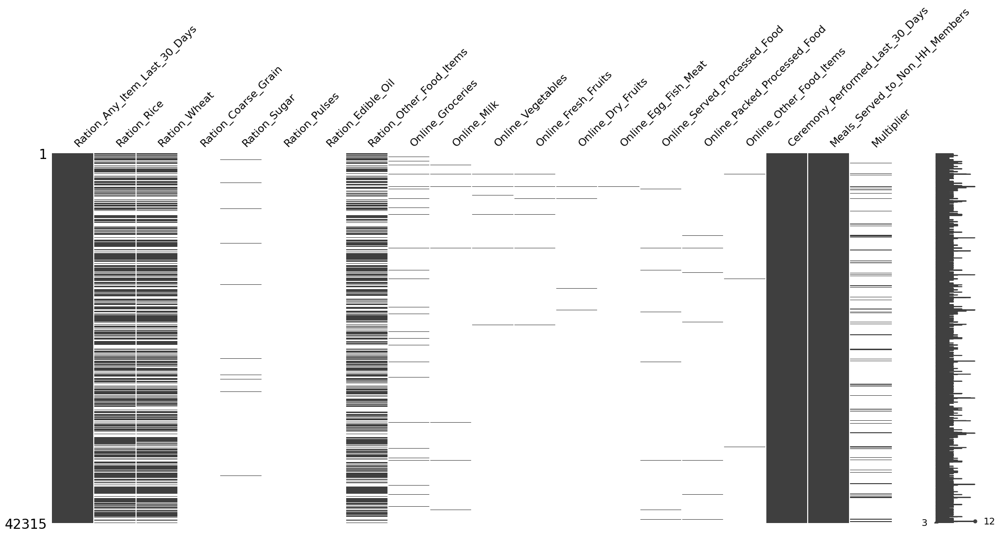 Ration_Any_Item_Last_30_Days
Ration_Rice
Ration_Wheat
Ration_Coarse_Grain
Ration_Sugar
Ration_Pulses
Ration_Edible_Oil
Ration_Other_Food_Items
Online_Groceries
Online_Milk
Online_Vegetables
Online_Fresh_Fruits
Online_Dry_Fruits
Online_Egg_Fish_Meat
Online_Served_Processed_Food
Online_Packed_Processed_Food
Online_Other_Food_Items
Ceremony_Performed_Last_30_Days
Meals_Served_to_Non_HH_Members
Multiplier
1
42315
3
12